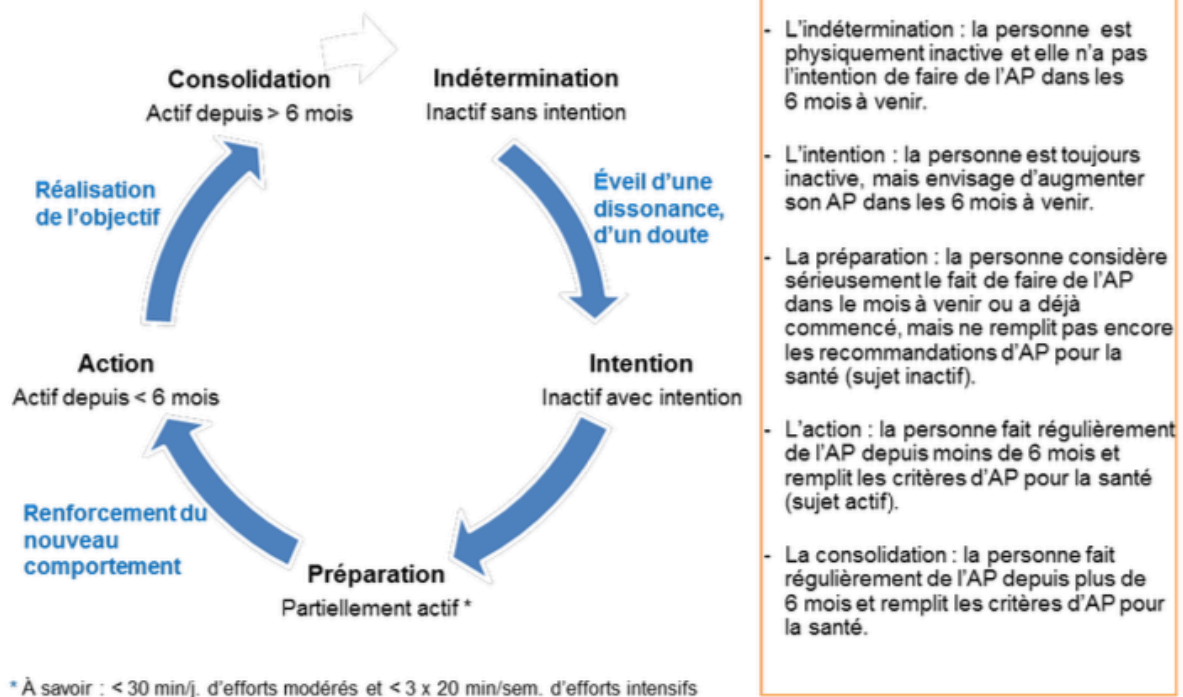 Consolidation
Actif depuis > 6 mois
Indétermination
Inactif sans intention
Éveil d'une
dissonance,
d'un doute
Intention
Inactif avec intention
Préparation
Partiellement actif *
Renforcement du
nouveau
comportement
Action
Actif depuis < 6 mois
Réalisation
de l'objectif
* À savoir : < 30 min/j. d'efforts modérés et < 3 x 20 min/sem. d'efforts intensifs
- L'indétermination : la personne est
physiquement inactive et elle n'a pas
l'intention de faire de l'AP dans les
6 mois à venir.
- L'intention : la personne est toujours
inactive, mais envisage d'augmenter
son AP dans les 6 mois à venir.
- La préparation : la personne considère
sérieusement le fait de faire de l'AP
dans le mois à venir ou a déjà
commencé, mais ne remplit pas encore
les recommandations d'AP pour la
santé (sujet inactif).
- L'action : la personne fait régulièrement
de l'AP depuis moins de 6 mois et
remplit les critères d'AP pour la santé
(sujet actif).
- La consolidation : la personne fait
régulièrement de l'AP depuis plus de
6 mois et remplit les critères d'AP pour
la santé.